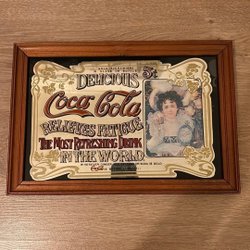 DELICIOUS 5¢
Coca-Cola
RELIEVES FATIGUE
THE MOST REFRESHING DRINK
IN THE WORLD